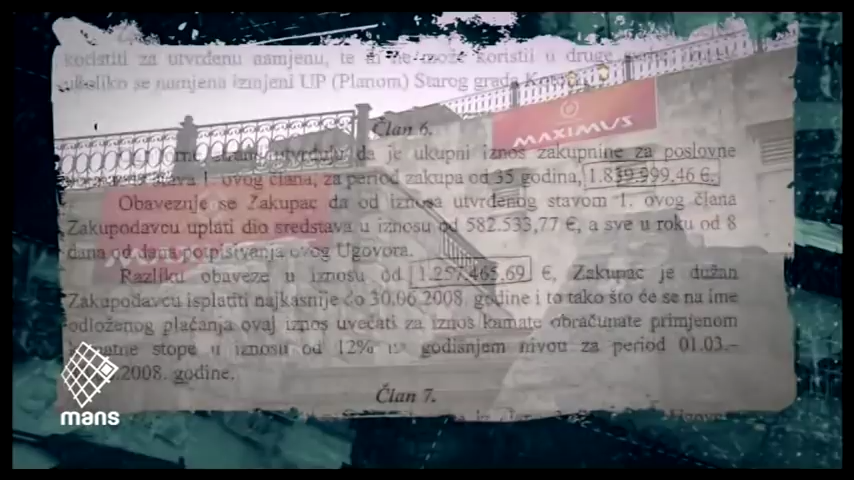 koristiti za utvrđenu namjenu, te ne može koristiti u druge
ukoliko se namjena izmjeni UP (Planom) Starog grada
Član 6.
MAXIMUS
strane utvrđuju da je ukupni iznos zakupnine za poslovne
stava 1. ovog člana, za period zakupa od 35 godina, 1.839.999.46 €.
Obavezuje se Zakupac da od iznosa utvrđenog stavom 1. ovog člana
Zakupodavcu uplati dio sredstava u iznosu od 582.533,77 €, a sve u roku od 8
dana od dana potpisivanja ovog Ugovora.
Razliku obaveze u iznosu od 1.257.465.69 €, Zakupac je dužan
Zakupodavcu isplatiti najkasnije do 30.06.2008. godine i to tako što će se na ime
odloženog plaćanja ovaj iznos uvećati za iznos kamate obračunate primjenom
stope u iznosu od 12% na godišnjem nivou za period 01.03.-
.2008. godine.
Član 7.
mans